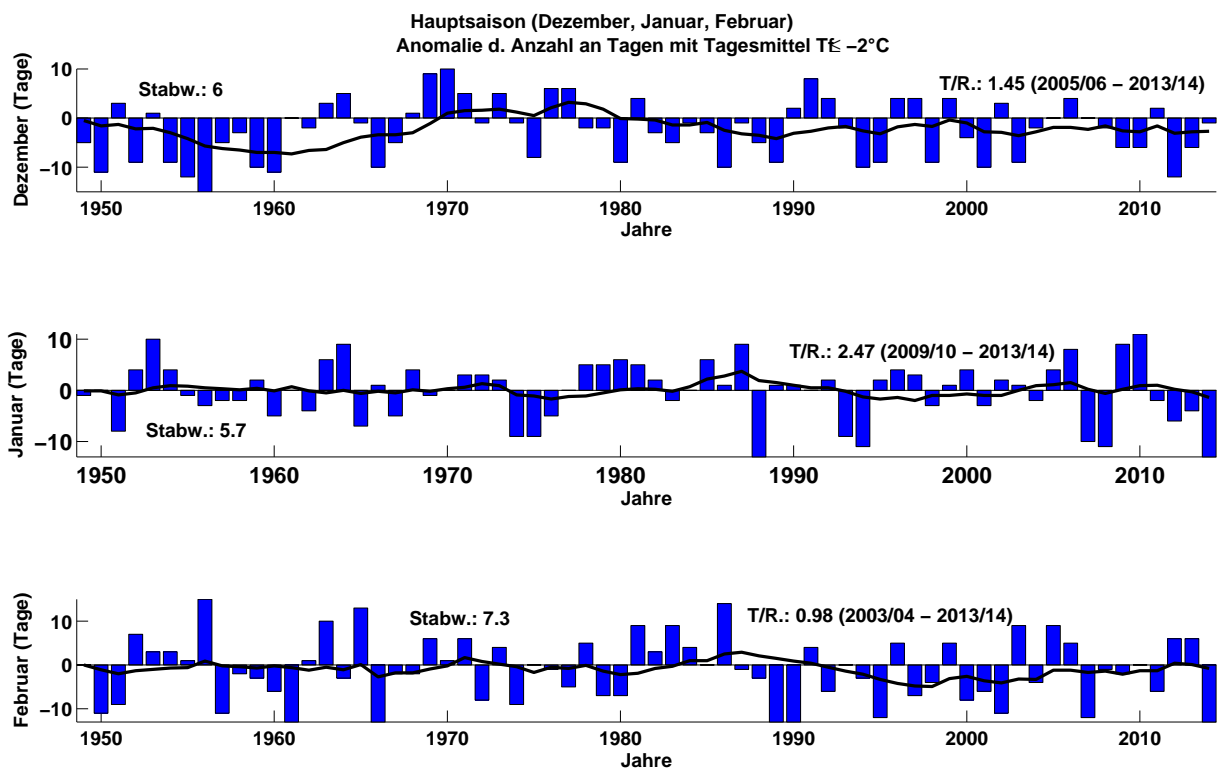 Hauptsaison (Dezember, Januar, Februar)
Anomalie d. Anzahl an Tagen mit Tagesmittel Tf≤ −2°C
Dezember (Tage)
10
0
−10
Stabw.: 6
T/R.: 1.45 (2005/06 − 2013/14)
1950 1960 1970 1980 1990 2000 2010
Jahre
Januar (Tage)
10
0
−10
T/R.: 2.47 (2009/10 − 2013/14)
Stabw.: 5.7
1950 1960 1970 1980 1990 2000 2010
Jahre
Februar (Tage)
10
0
−10
Stabw.: 7.3
T/R.: 0.98 (2003/04 − 2013/14)
1950 1960 1970 1980 1990 2000 2010
Jahre